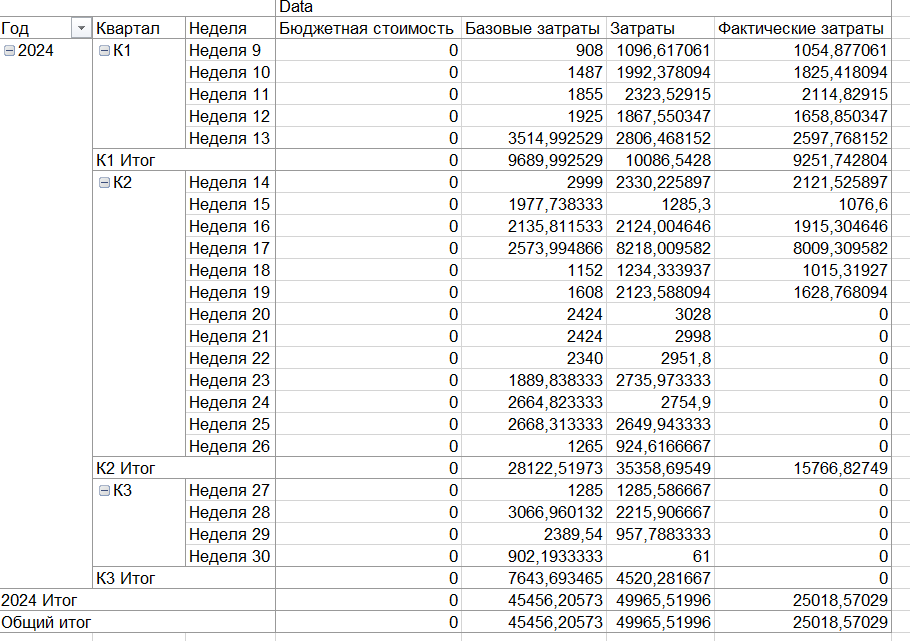 Data
Год Квартал Неделя Бюджетная стоимость Базовые затраты Затраты Фактические затраты
2024 К1 Неделя 9 0 908 1096,617061 1054,877061
Неделя 10 0 1487 1992,378094 1825,418094
Неделя 11 0 1855 2323,52915 2114,82915
Неделя 12 0 1925 1867,550347 1658,850347
Неделя 13 0 3514,992529 2806,468152 2597,768152
К1 Итог 0 9689,992529 10086,5428 9251,742804
К2 Неделя 14 0 2999 2330,225897 2121,525897
Неделя 15 0 1977,738333 1285,3 1076,6
Неделя 16 0 2135,811533 2124,004646 1915,304646
Неделя 17 0 2573,994866 8218,009582 8009,309582
Неделя 18 0 1152 1234,333937 1015,31927
Неделя 19 0 1608 2123,588094 1628,768094
Неделя 20 0 2424 3028 0
Неделя 21 0 2424 2998 0
Неделя 22 0 2340 2951,8 0
Неделя 23 0 1889,838333 2735,973333 0
Неделя 24 0 2664,823333 2754,9 0
Неделя 25 0 2668,313333 2649,943333 0
Неделя 26 0 1265 924,6166667 0
К2 Итог 0 28122,51973 35358,69549 15766,82749
К3 Неделя 27 0 1285 1285,586667 0
Неделя 28 0 3066,960132 2215,906667 0
Неделя 29 0 2389,54 957,7883333 0
Неделя 30 0 902,1933333 61 0
К3 Итог 0 7643,693465 4520,281667 0
2024 Итог 0 45456,20573 49965,51996 25018,57029
Общий итог 0 45456,20573 49965,51996 25018,57029